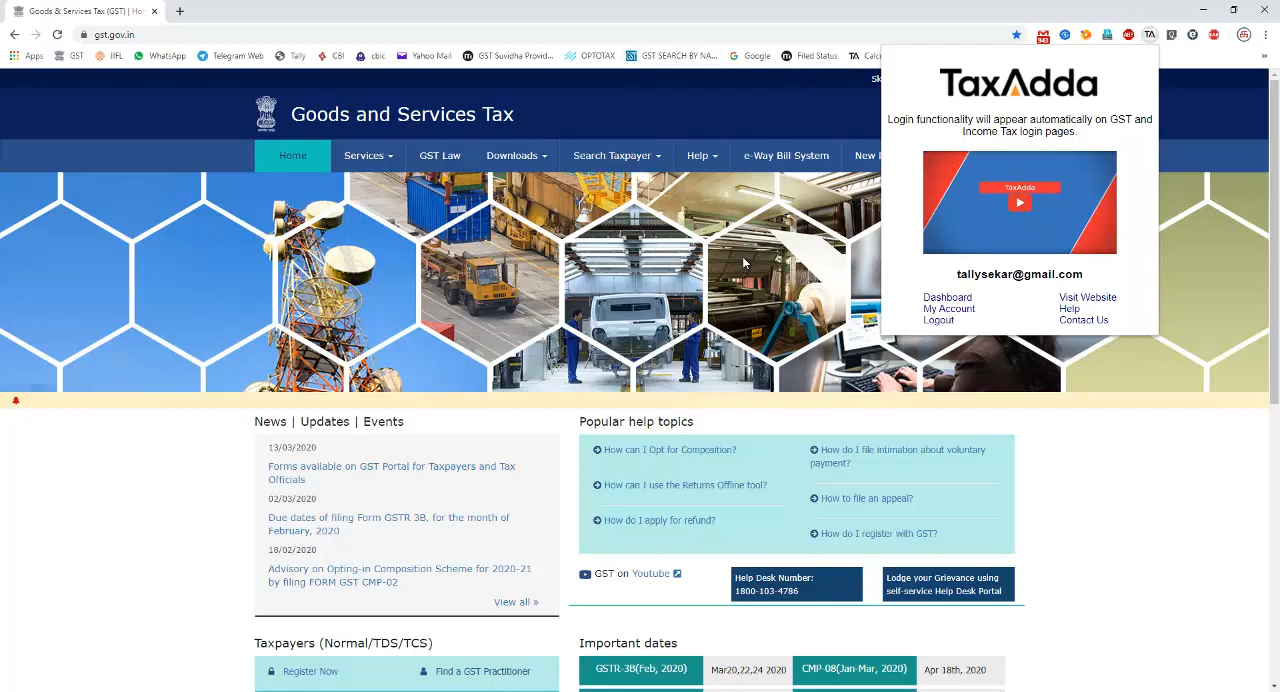 Goods & Services Tax (GST) | Ho
gst.gov.in
943
TA
ABP
Apps
GST
IIFL
WhatsApp
Telegram Web
Tally
CBI
cbic
Yahoo Mail
GST Suvidha Provid...
OPTOTAX
GST SEARCH BY NA...
Google
Filed Status
TA Calc
»
Goods and Services Tax
Home
Services
GST Law
Downloads
Search Taxpayer
Help
e-Way Bill System
TaxAdda
Login functionality will appear automatically on GST and
Income Tax login pages.
TaxAdda
tallysekar@gmail.com
Dashboard
Visit Website
My Account
Help
Logout
Contact Us
News | Updates | Events
13/03/2020
Forms available on GST Portal for Taxpayers and Tax
Officials
02/03/2020
Due dates of filing Form GSTR 3B, for the month of
February, 2020
18/02/2020
Advisory on Opting-in Composition Scheme for 2020-21
by filing FORM GST CMP-02
View all »
Popular help topics
How can I Opt for Composition?
How can I use the Returns Offline tool?
How do I apply for refund?
How do I file intimation about voluntary
payment?
How to file an appeal?
How do I register with GST?
GST on Youtube
Help Desk Number:
1800-103-4786
Lodge your Grievance using
self-service Help Desk Portal
Taxpayers (Normal/TDS/TCS)
Register Now
Find a GST Practitioner
Important dates
GSTR-3B(Feb, 2020)
Mar20,22,24 2020
CMP-08(Jan-Mar, 2020)
Apr 18th, 2020